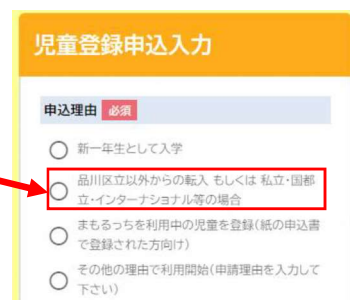 児童登録申込入力
申込理由 必須
新一年生として入学
品川区立以外からの転入 もしくは 私立・国都
立・インターナショナル等の場合
まもるっちを利用中の児童を登録(紙の申込書
で登録された方向け)
その他の理由で利用開始(申請理由を入力して
下さい)